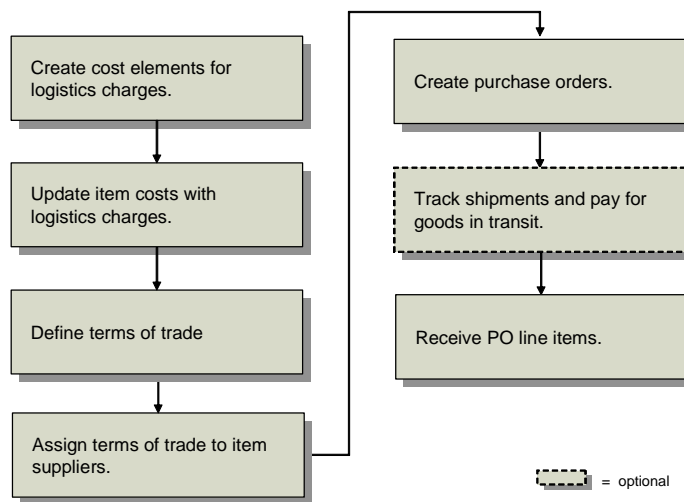 Create cost elements for
logistics charges.
Update item costs with
logistics charges.
Define terms of trade
Assign terms of trade to item
suppliers.
Create purchase orders.
Track shipments and pay for
goods in transit.
Receive PO line items.
= optional